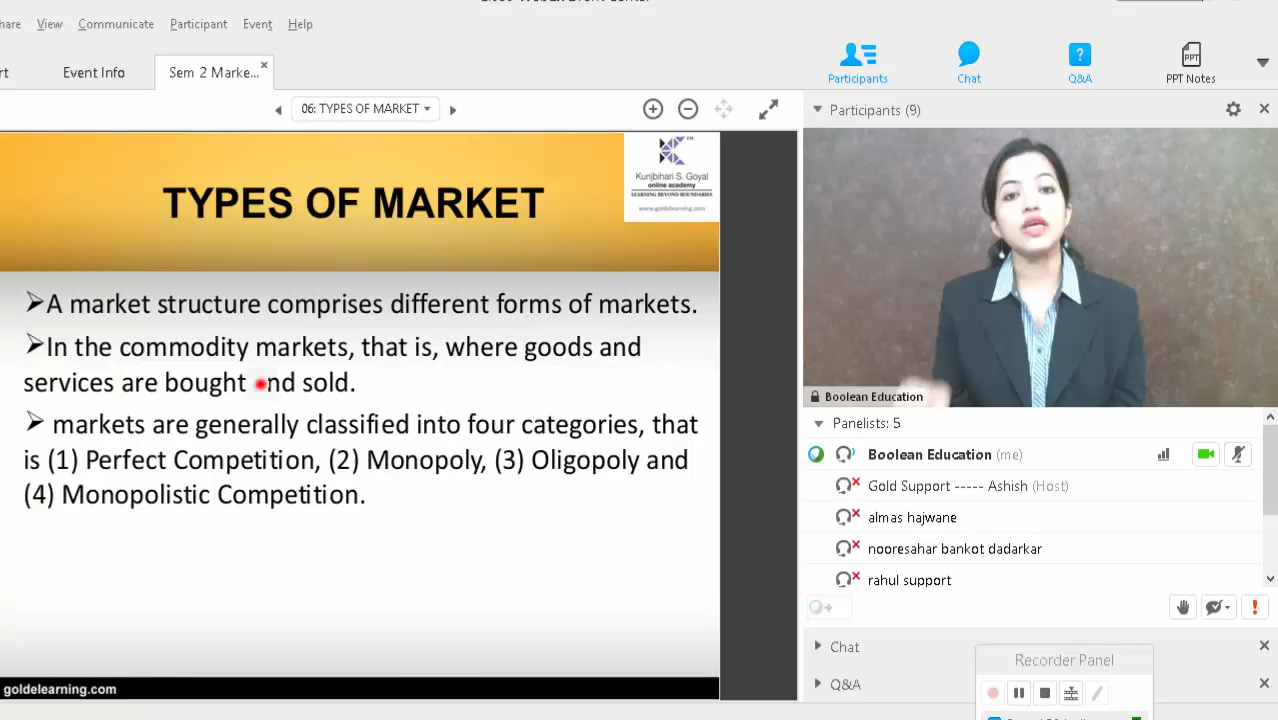 View Communicate Participant Event Help
Event Info
Sem 2 Marke...
Participants
Chat
Q&A
PPT Notes
06: TYPES OF MARKET
Participants (9)
TYPES OF MARKET
Kunjbihari S. Goyal
online academy
LEARNING BEYOND BOUNDARIES
www.goldelearning.com
➢A market structure comprises different forms of markets.
➢In the commodity markets, that is, where goods and
services are bought and sold.
➢ markets are generally classified into four categories, that
is (1) Perfect Competition, (2) Monopoly, (3) Oligopoly and
(4) Monopolistic Competition.
goldelearning.com
Boolean Education
Panelists: 5
Boolean Education (me)
Gold Support ----- Ashish (Host)
almas hajwane
nooresahar bankot dadarkar
rahul support
Chat
Q&A
Recorder Panel